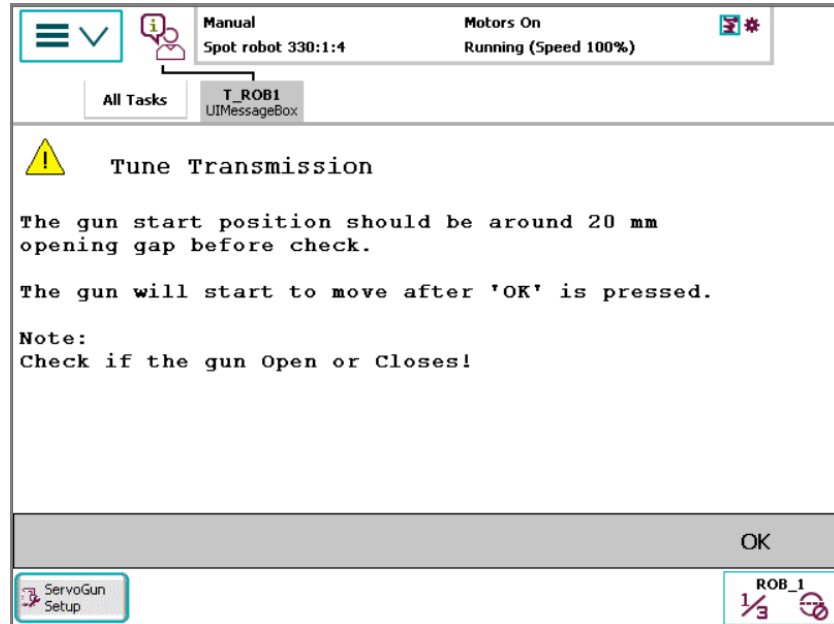 Manual
Spot robot 330:1:4
Motors On
Running (Speed 100%)
All Tasks
T_ROB1
UIMessageBox
Tune Transmission
The gun start position should be around 20 mm
opening gap before check.
The gun will start to move after 'OK' is pressed.
Note:
Check if the gun Open or Closes!
OK
ServoGun
Setup
ROB_1
1/3